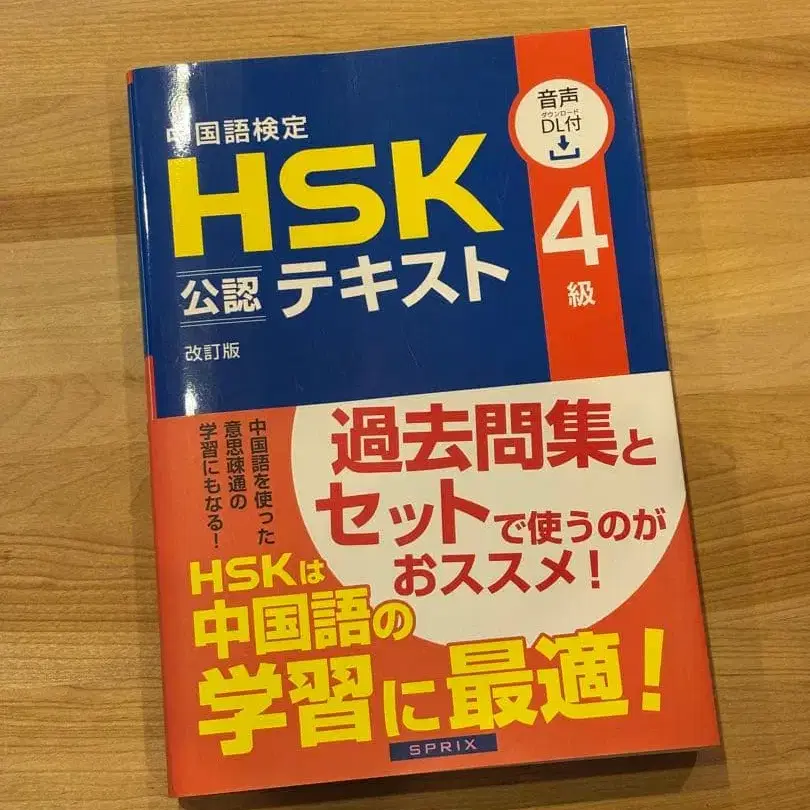 中国語検定
HSK
公認 テキスト
改訂版
音声
ダウンロード
DL付
4
級
過去問集と
セットで使うのが
おススメ！
中国語を使った
意思疎通の
学習にもなる！
HSKは
中国語の
学習に最適！
SPRIX